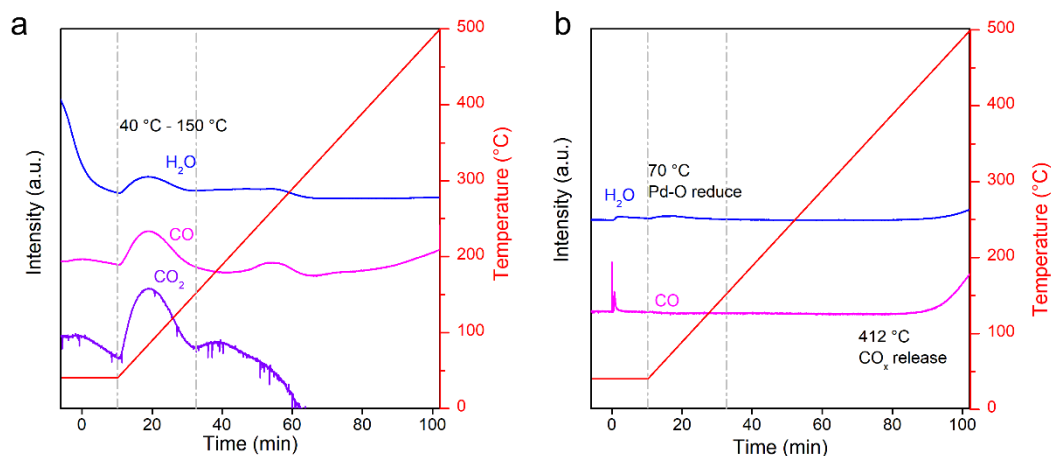 a
Intensity (a.u.)
40 °C - 150 °C
H₂O
CO
CO₂
0 20 40 60 80 100
Time (min)
500
400
300
200
100
0
Temperature (°C)
b
Intensity (a.u.)
70 °C
Pd-O reduce
H₂O
CO
412 °C
COₓ release
0 20 40 60 80 100
Time (min)
500
400
300
200
100
0
Temperature (°C)